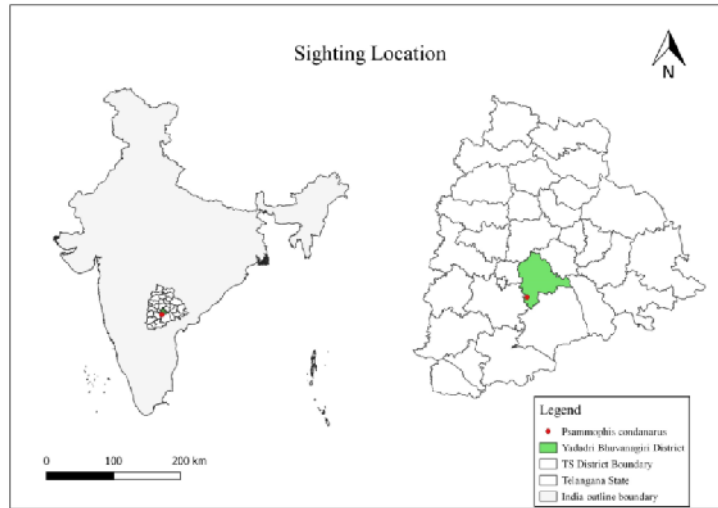 Sighting Location
N
0 100 200 km
Legend
Psammophis condanarus
Yadadri Bhuvanagiri District
TS District Boundary
Telangana State
India outline boundary